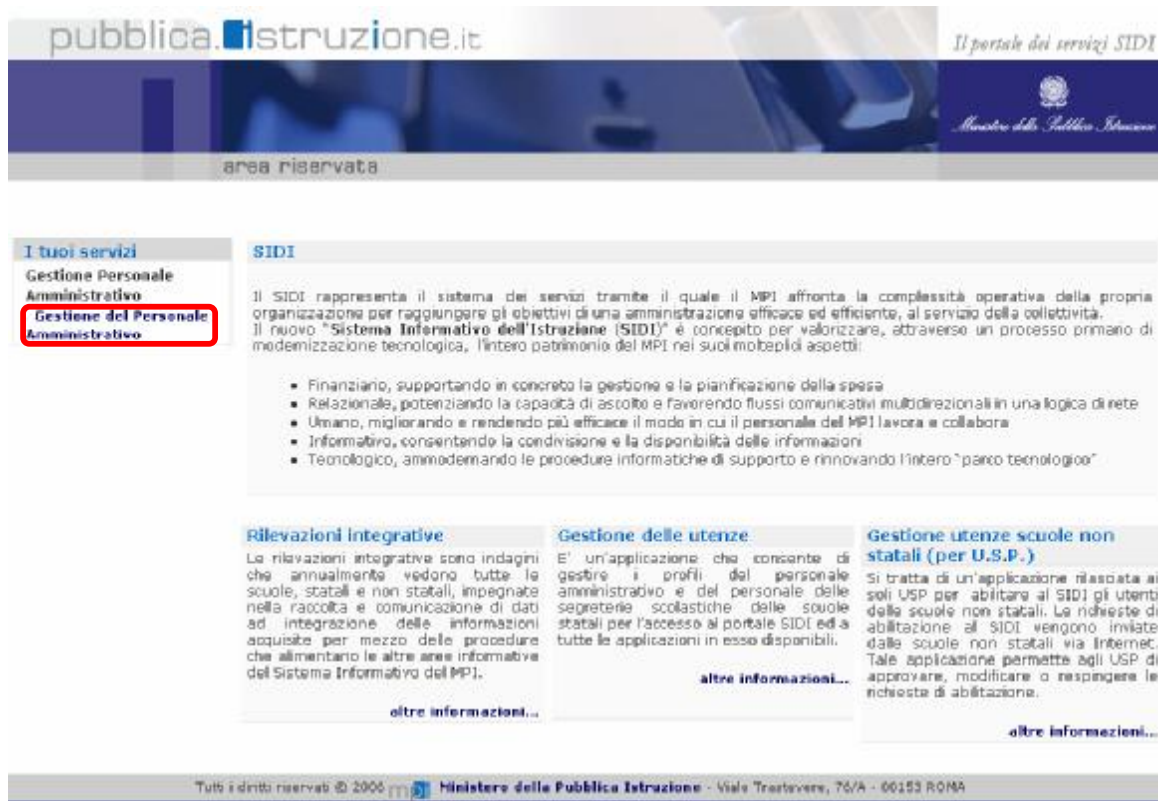 pubblica.istruzione.it
Il portale dei servizi SIDI
Ministero della Pubblica Istruzione
area riservata
I tuoi servizi
Gestione Personale
Amministrativo
Gestione del Personale
Amministrativo
SIDI
Il SIDI rappresenta il sistema dei servizi tramite il quale il MPI affronta la complessità operativa della propria
organizzazione per raggiungere gli obiettivi di una amministrazione efficace ed efficiente, al servizio della collettività.
Il nuovo "Sistema Informativo dell'Istruzione (SIDI)" è concepito per valorizzare, attraverso un processo primario di
modernizzazione tecnologica, l'intero patrimonio del MPI nei suoi molteplici aspetti:
• Finanziario, supportando in concreto la gestione e la pianificazione della spesa
• Relazionale, potenziando la capacità di ascolto e favorendo flussi comunicativi multidirezionali in una logica di rete
• Umano, migliorando e rendendo più efficace il modo in cui il personale del MPI lavora e collabora
• Informativo, consentendo la condivisione e la disponibilità delle informazioni
• Tecnologico, ammodernando le procedure informatiche di supporto e rinnovando l'intero "parco tecnologico"
Rilevazioni integrative
Le rilevazioni integrative sono indagini
che annualmente vedono tutte le
scuole, statali e non statali, impegnate
nella raccolta e comunicazione di dati
ad integrazione delle informazioni
acquisite per mezzo delle procedure
che alimentano le altre aree informative
del Sistema Informativo del MPI.
altre informazioni...
Gestione delle utenze
E' un'applicazione che consente di
gestire i profili del personale
amministrativo e del personale delle
segreterie scolastiche delle scuole
statali per l'accesso al portale SIDI ed a
tutte le applicazioni in esso disponibili.
altre informazioni...
Gestione utenze scuole non
statali (per U.S.P.)
Si tratta di un'applicazione rilasciata ai
soli USP per abilitare al SIDI gli utenti
delle scuole non statali. Le richieste di
abilitazione al SIDI vengono inviate
dalle scuole non statali via Internet.
Tale applicazione permette agli USP di
approvare, modificare o respingere le
richieste di abilitazione.
altre informazioni...
Tutti i diritti riservati © 2006 mpi Ministero della Pubblica Istruzione - Viale Trastevere, 76/A - 00153 ROMA